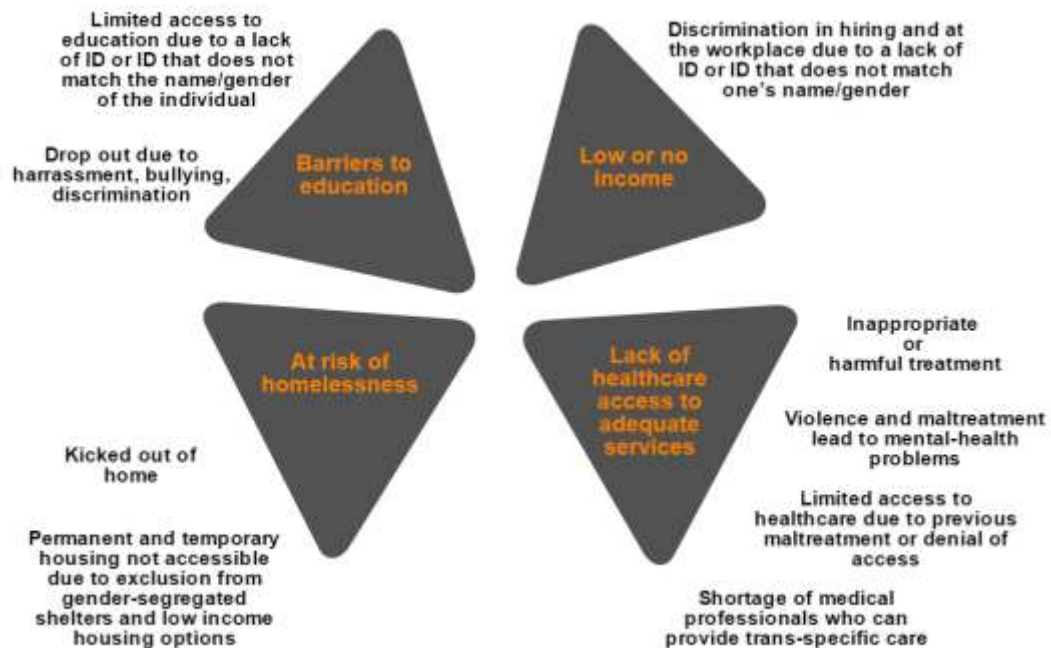 Limited access to
education due to a lack
of ID or ID that does not
match the name/gender
of the individual
Drop out due to
harrassment, bullying,
discrimination
Barriers to
education
Discrimination in hiring and at
the workplace due to a lack of
ID or ID that does not match
one's name/gender
Low or no
income
At risk of
homelessness
Kicked out of
home
Permanent and temporary
housing not accessible
due to exclusion from
gender-segregated
shelters and low income
housing options
Lack of
healthcare
access to
adequate
services
Inappropriate
or
harmful treatment
Violence and maltreatment
lead to mental-health
problems
Limited access to
healthcare due to previous
maltreatment or denial of
access
Shortage of medical
professionals who can
provide trans-specific care